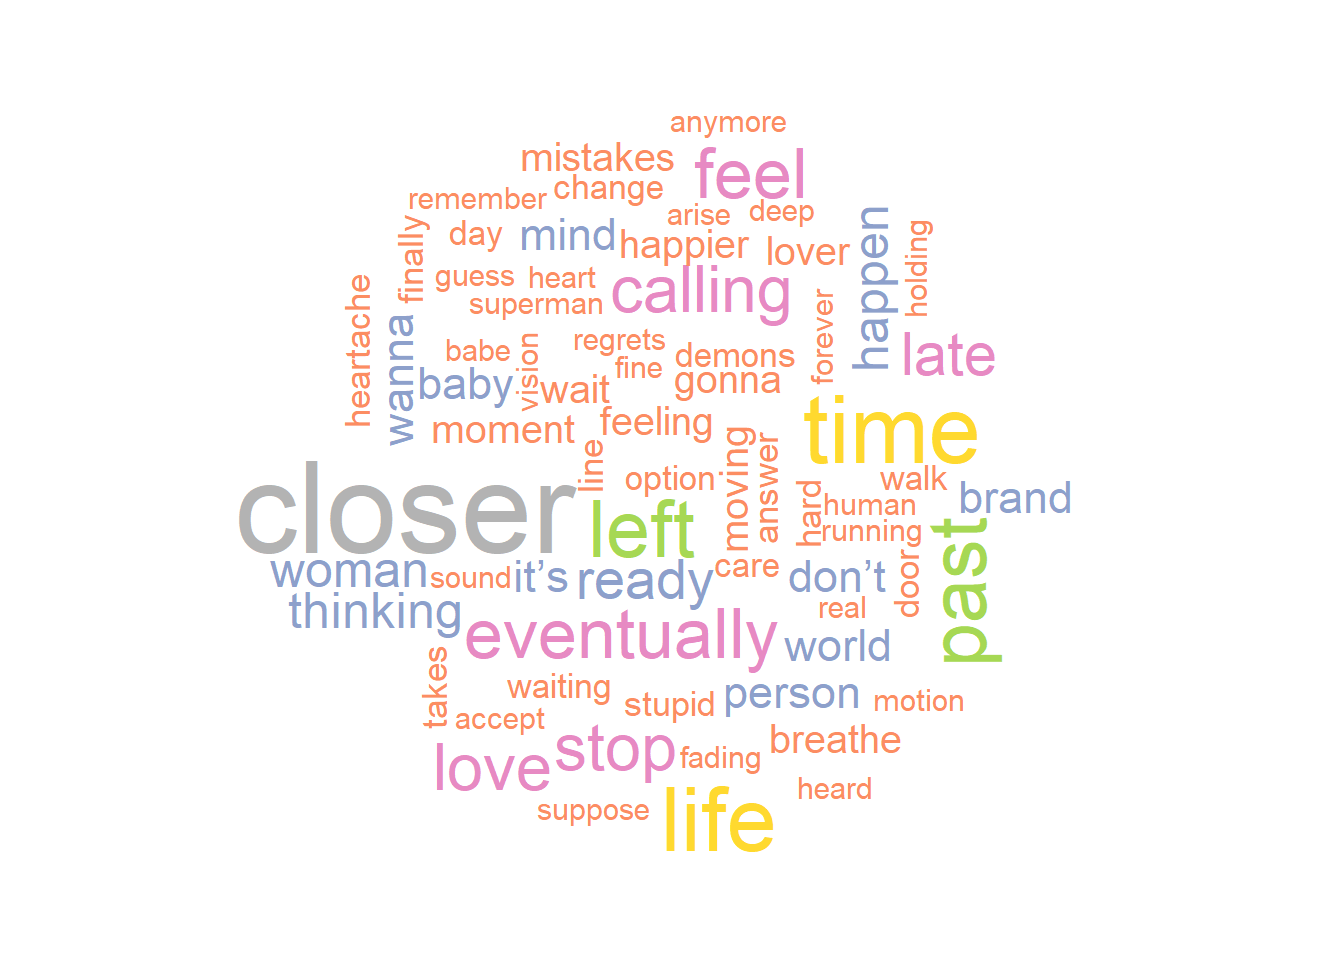 anymore
mistakes
feel
change
remember
arise
deep
day
mind
happier
lover
finally
happen
holding
guess
heart
calling
superman
heartache
wanna
babe
vision
regrets
fine
demons
forever
late
baby
wait
gonna
moment
feeling
time
line
option
moving
answer
walk
hard
human
brand
closer
left
running
past
woman
sound
it’s
ready
care
don’t
door
thinking
real
eventually
world
takes
waiting
stupid
person
motion
accept
love
stop
fading
breathe
heard
suppose
life